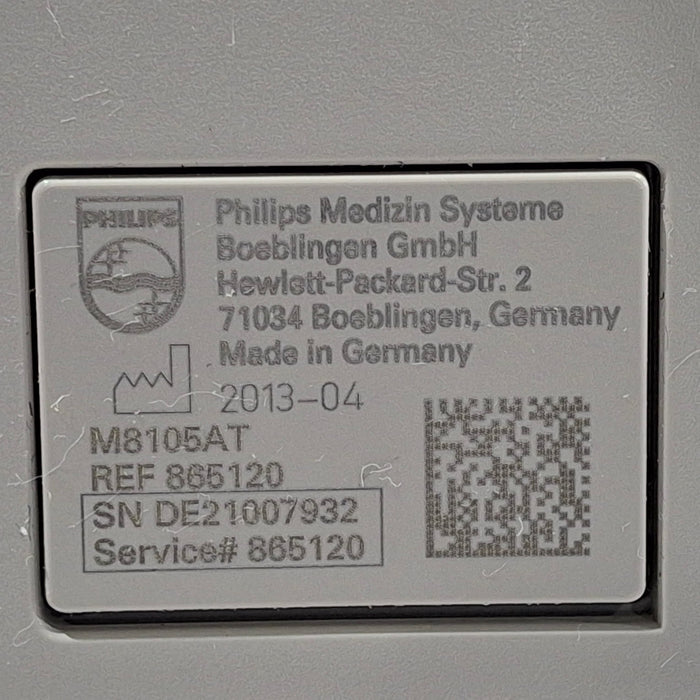 PHILIPS
Philips Medizin Systeme
Boeblingen GmbH
Hewlett-Packard-Str. 2
71034 Boeblingen, Germany
Made in Germany
2013-04
M8105AT
REF 865120
SN DE21007932
Service# 865120